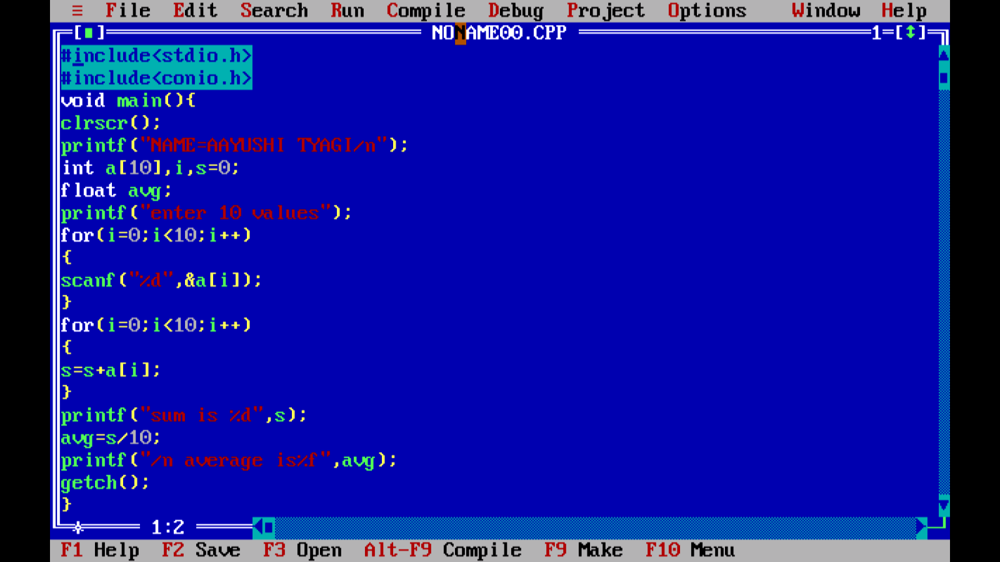 ≡ File Edit Search Run Compile Debug Project Options Window Help
[■] NONAME00.CPP 1=[↕]
#include<stdio.h>
#include<conio.h>
void main(){
clrscr();
printf("NAME=AAYUSHI TYAGI/n");
int a[10],i,s=0;
float avg;
printf("enter 10 values");
for(i=0;i<10;i++)
{
scanf("%d",&a[i]);
}
for(i=0;i<10;i++)
{
s=s+a[i];
}
printf("sum is %d",s);
avg=s/10;
printf("/n average is%f",avg);
getch();
}
1:2
F1 Help F2 Save F3 Open Alt-F9 Compile F9 Make F10 Menu